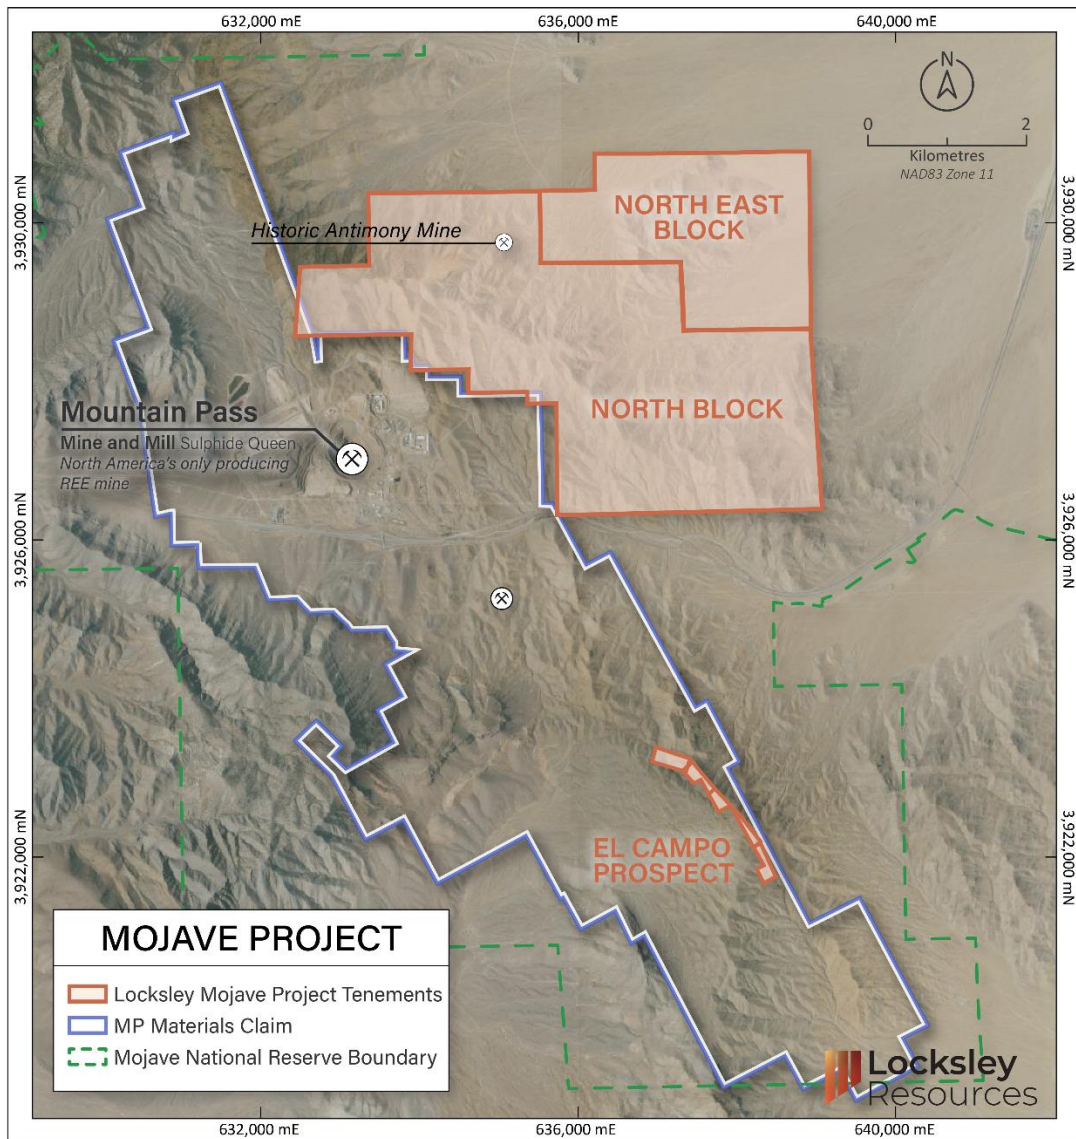 632,000 mE
636,000 mE
640,000 mE
N
0
2
Kilometres
NAD83 Zone 11
3,930,000 mN
3,930,000 mN
NORTH EAST
BLOCK
Historic Antimony Mine
NORTH BLOCK
Mountain Pass
Mine and Mill Sulphide Queen
North America's only producing
REE mine
3,926,000 mN
3,926,000 mN
EL CAMPO
PROSPECT
3,922,000 mN
3,922,000 mN
MOJAVE PROJECT
Locksley Mojave Project Tenements
MP Materials Claim
Mojave National Reserve Boundary
Locksley
Resources
632,000 mE
636,000 mE
640,000 mE